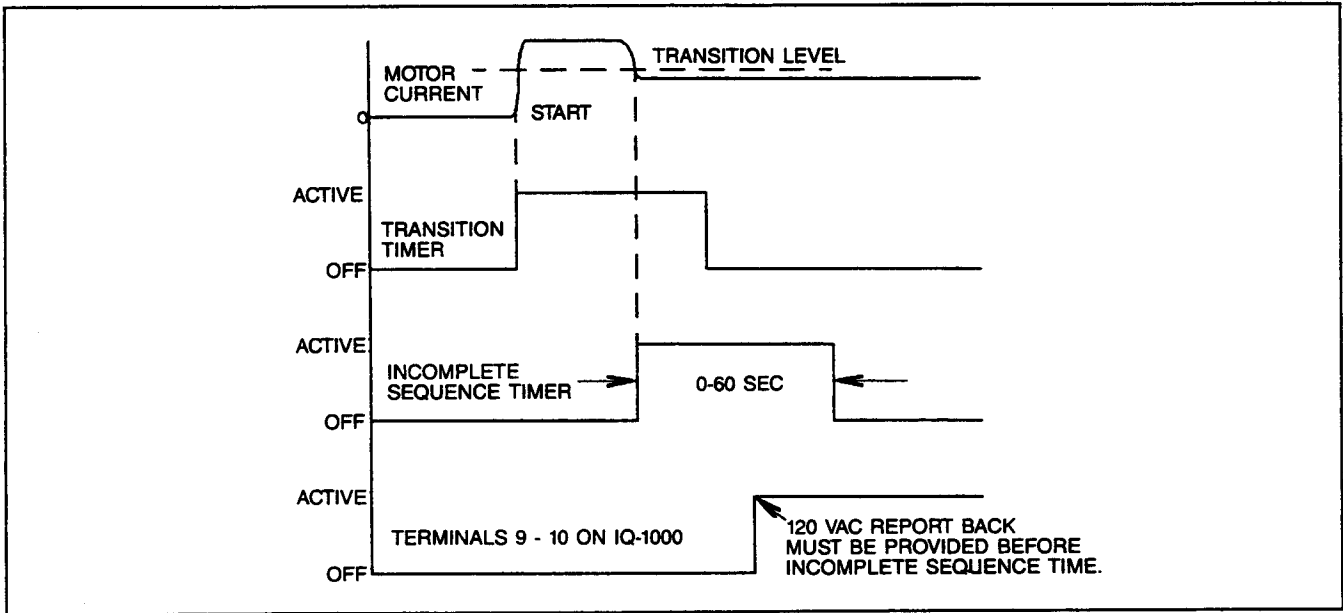 TRANSITION LEVEL
MOTOR
CURRENT
0
START
ACTIVE
TRANSITION
TIMER
OFF
ACTIVE
INCOMPLETE
SEQUENCE TIMER
0-60 SEC
OFF
ACTIVE
TERMINALS 9 - 10 ON IQ-1000
120 VAC REPORT BACK
MUST BE PROVIDED BEFORE
INCOMPLETE SEQUENCE TIME.
OFF